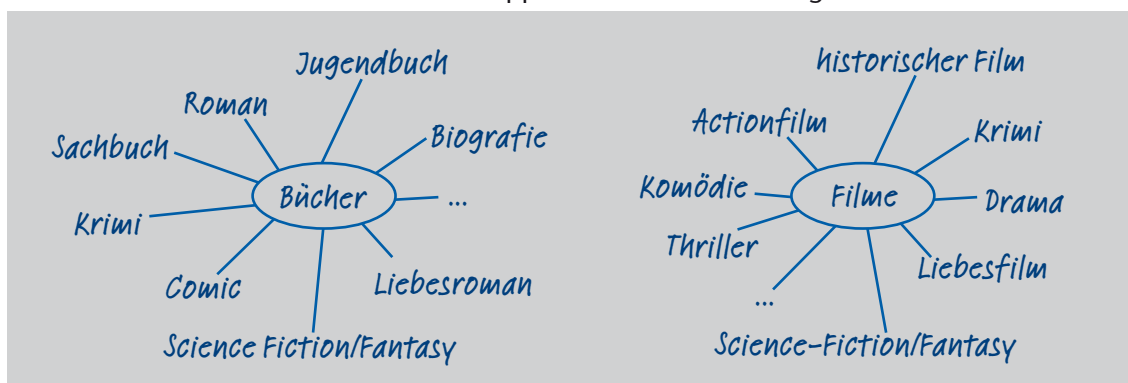 Jugendbuch
Roman
Sachbuch
Biografie
Bücher
...
Krimi
Comic
Liebesroman
Science Fiction/Fantasy
historischer Film
Actionfilm
Krimi
Komödie
Filme
Drama
Thriller
Liebesfilm
...
Science-Fiction/Fantasy